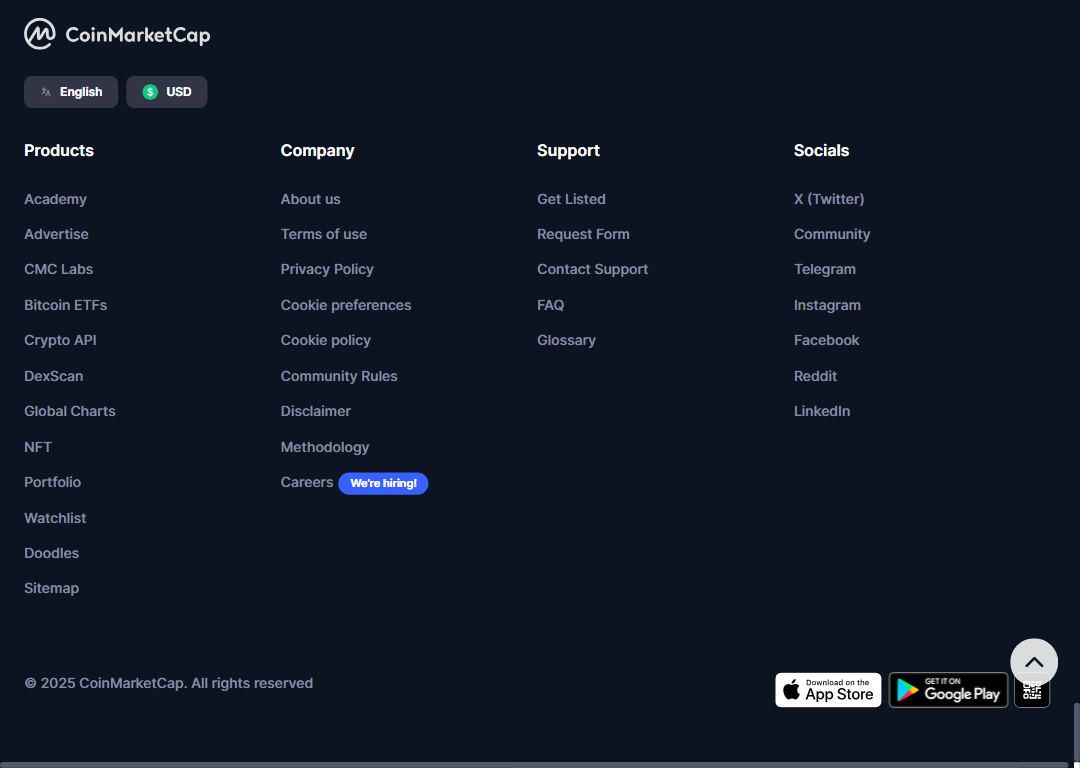 CoinMarketCap
English
USD
Products
Academy
Advertise
CMC Labs
Bitcoin ETFs
Crypto API
DexScan
Global Charts
NFT
Portfolio
Watchlist
Doodles
Sitemap
Company
About us
Terms of use
Privacy Policy
Cookie preferences
Cookie policy
Community Rules
Disclaimer
Methodology
Careers We're hiring!
Support
Get Listed
Request Form
Contact Support
FAQ
Glossary
Socials
X (Twitter)
Community
Telegram
Instagram
Facebook
Reddit
LinkedIn
© 2025 CoinMarketCap. All rights reserved
Download on the
App Store
GET IT ON
Google Play